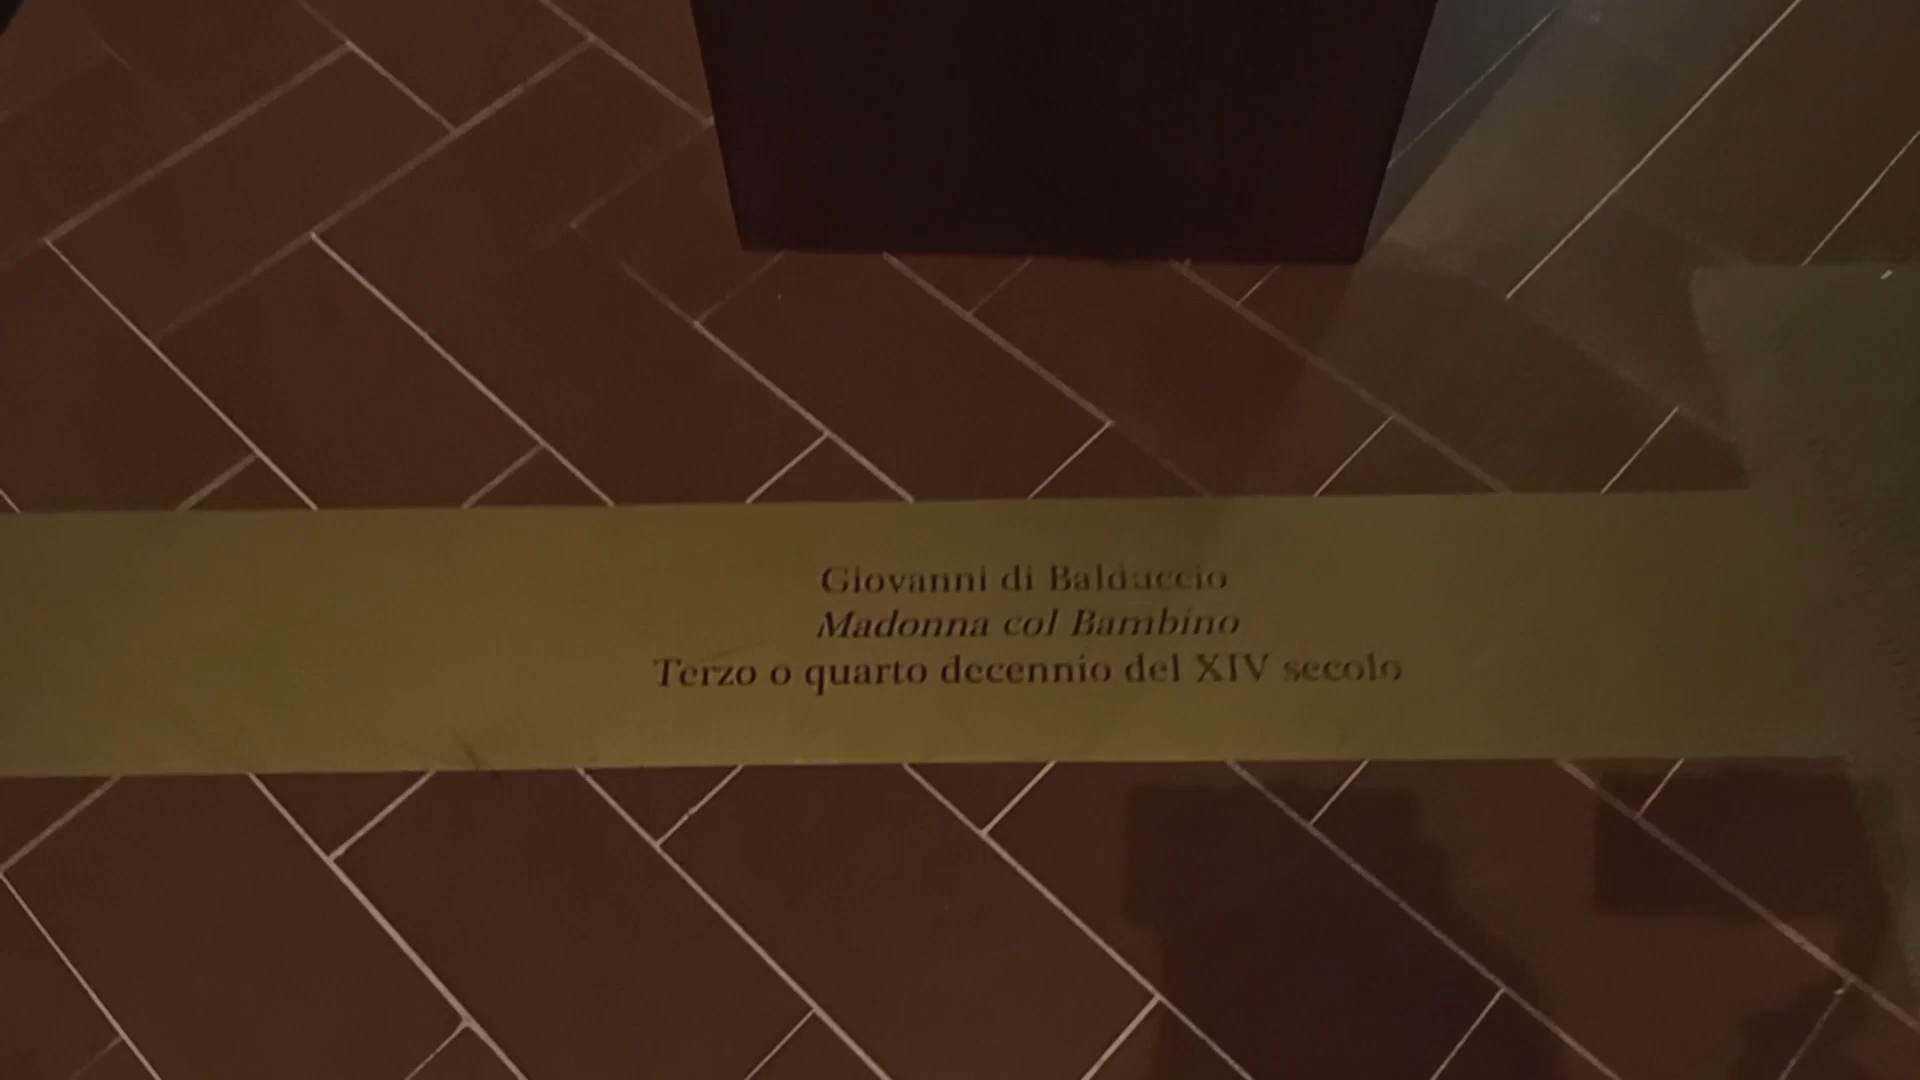 Giovanni di Balduccio
Madonna col Bambino
Terzo o quarto decennio del XIV secolo